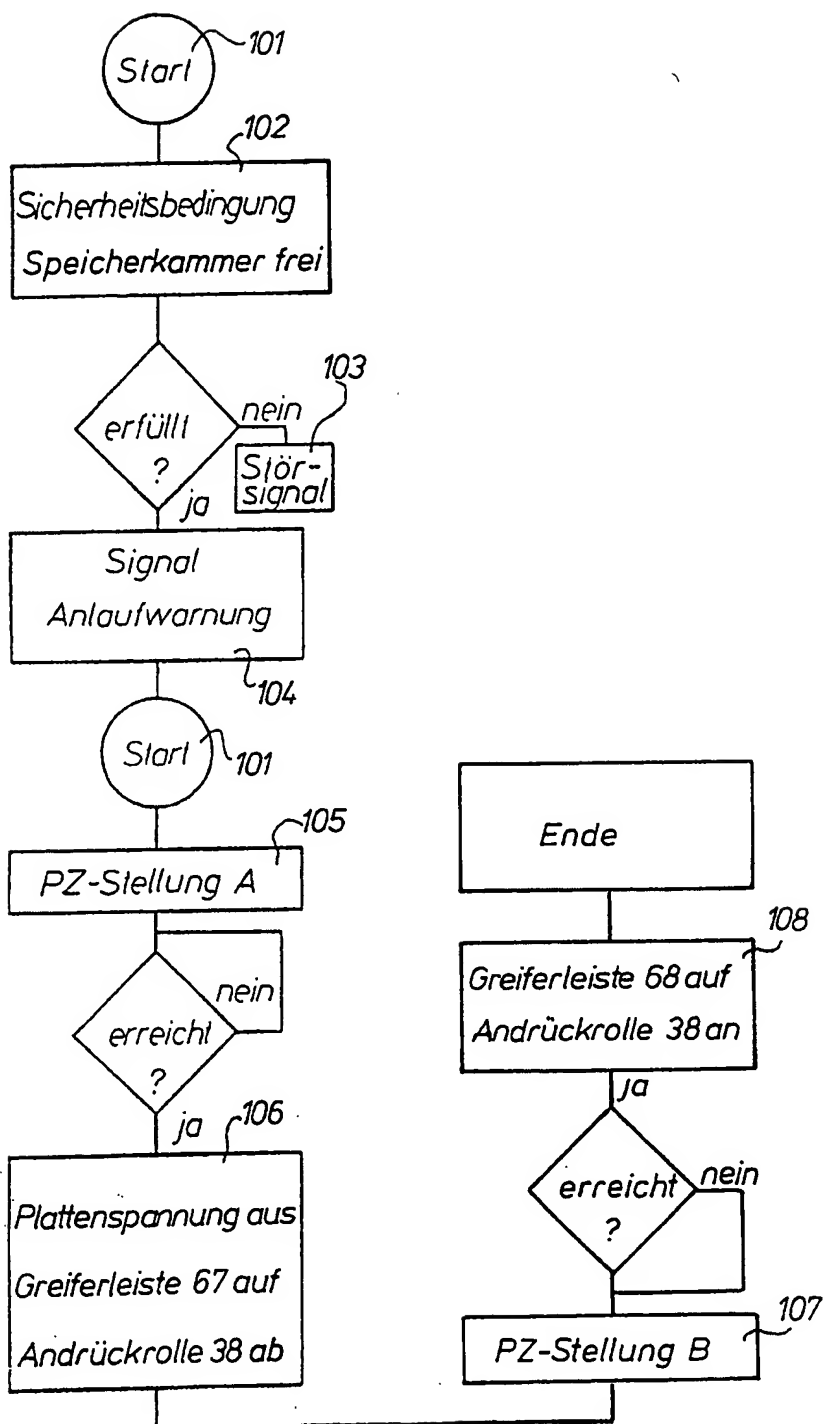 Start
101
102
Sicherheitsbedingung
Speicherkammer frei
103
erfüllt
?
nein
ja
Stör-
signal
Signal
Anlaufwarnung
104
Start
101
105
PZ-Stellung A
nein
erreicht
?
ja
106
Plattenspannung aus
Greiferleiste 67 auf
Andrückrolle 38 ab
Ende
108
Greiferleiste 68 auf
Andrückrolle 38 an
ja
erreicht
?
nein
107
PZ-Stellung B